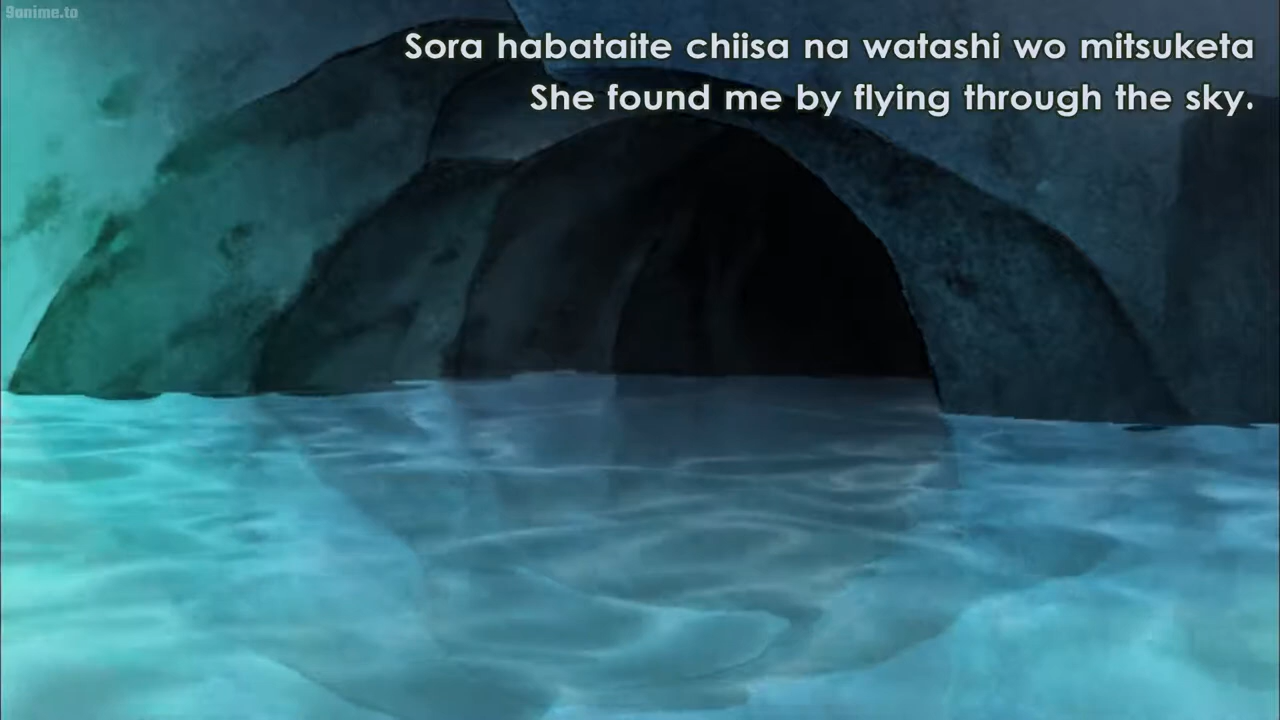 9anime.to
Sora habataite chiisa na watashi wo mitsuketa
She found me by flying through the sky.